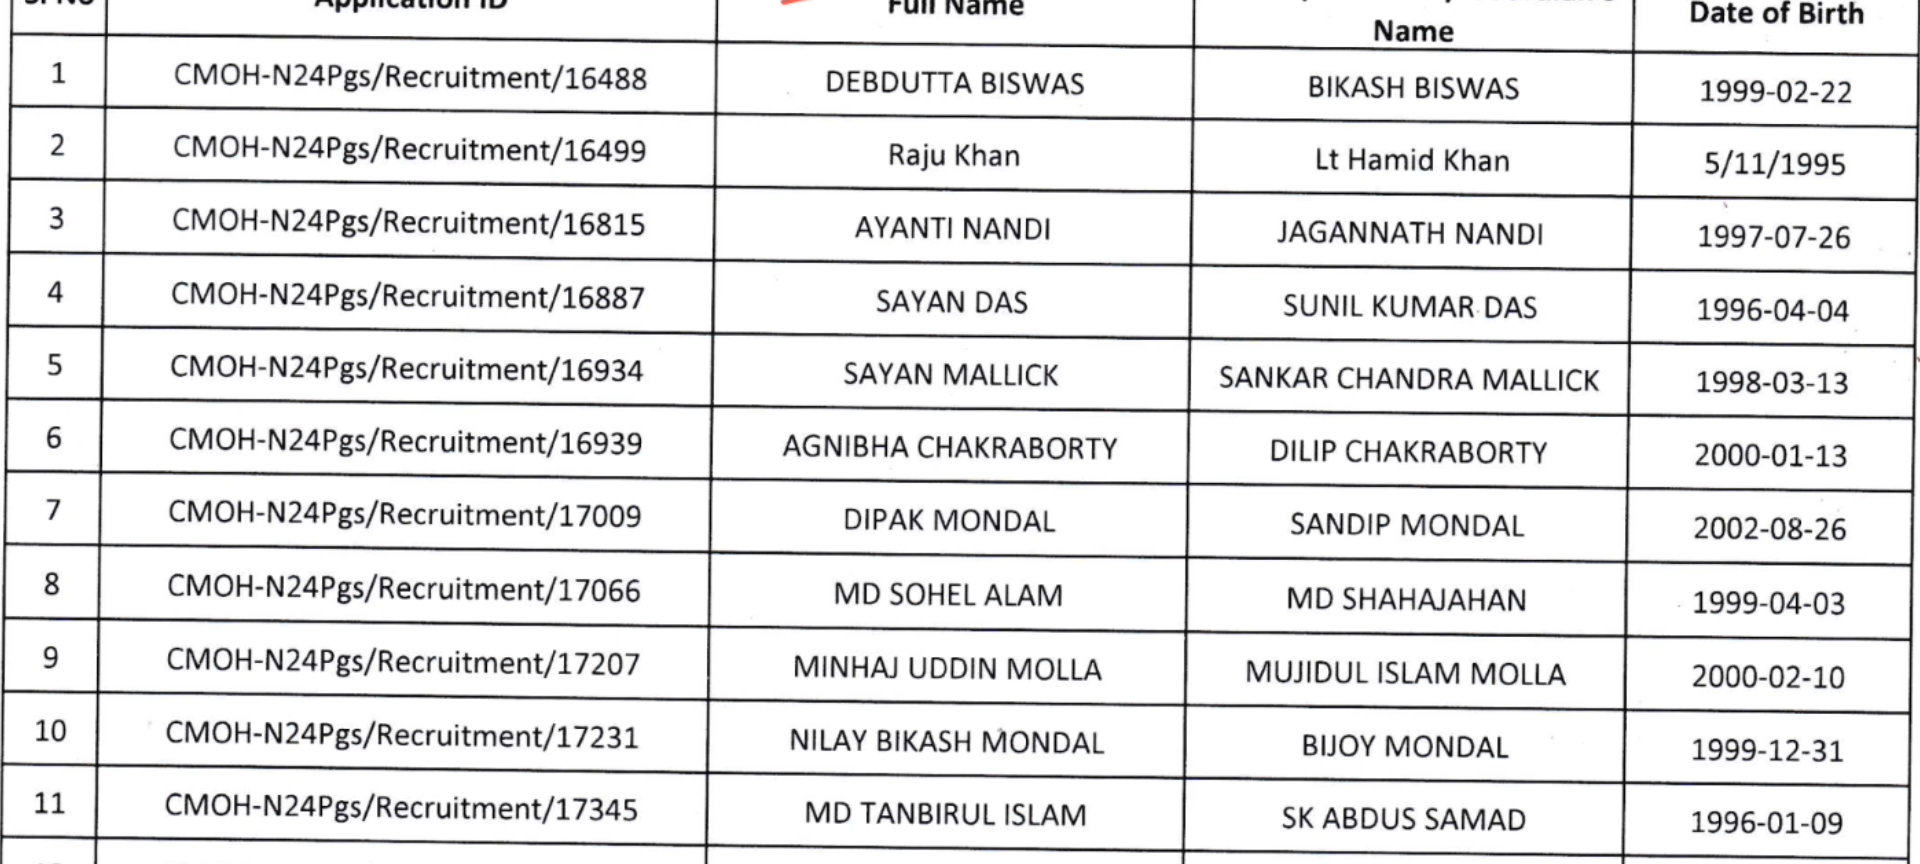 Sl No Application ID Full Name Name Date of Birth
1 CMOH-N24Pgs/Recruitment/16488 DEBDUTTA BISWAS BIKASH BISWAS 1999-02-22
2 CMOH-N24Pgs/Recruitment/16499 Raju Khan Lt Hamid Khan 5/11/1995
3 CMOH-N24Pgs/Recruitment/16815 AYANTI NANDI JAGANNATH NANDI 1997-07-26
4 CMOH-N24Pgs/Recruitment/16887 SAYAN DAS SUNIL KUMAR DAS 1996-04-04
5 CMOH-N24Pgs/Recruitment/16934 SAYAN MALLICK SANKAR CHANDRA MALLICK 1998-03-13
6 CMOH-N24Pgs/Recruitment/16939 AGNIBHA CHAKRABORTY DILIP CHAKRABORTY 2000-01-13
7 CMOH-N24Pgs/Recruitment/17009 DIPAK MONDAL SANDIP MONDAL 2002-08-26
8 CMOH-N24Pgs/Recruitment/17066 MD SOHEL ALAM MD SHAHAJAHAN 1999-04-03
9 CMOH-N24Pgs/Recruitment/17207 MINHAJ UDDIN MOLLA MUJIDUL ISLAM MOLLA 2000-02-10
10 CMOH-N24Pgs/Recruitment/17231 NILAY BIKASH MONDAL BIJOY MONDAL 1999-12-31
11 CMOH-N24Pgs/Recruitment/17345 MD TANBIRUL ISLAM SK ABDUS SAMAD 1996-01-09